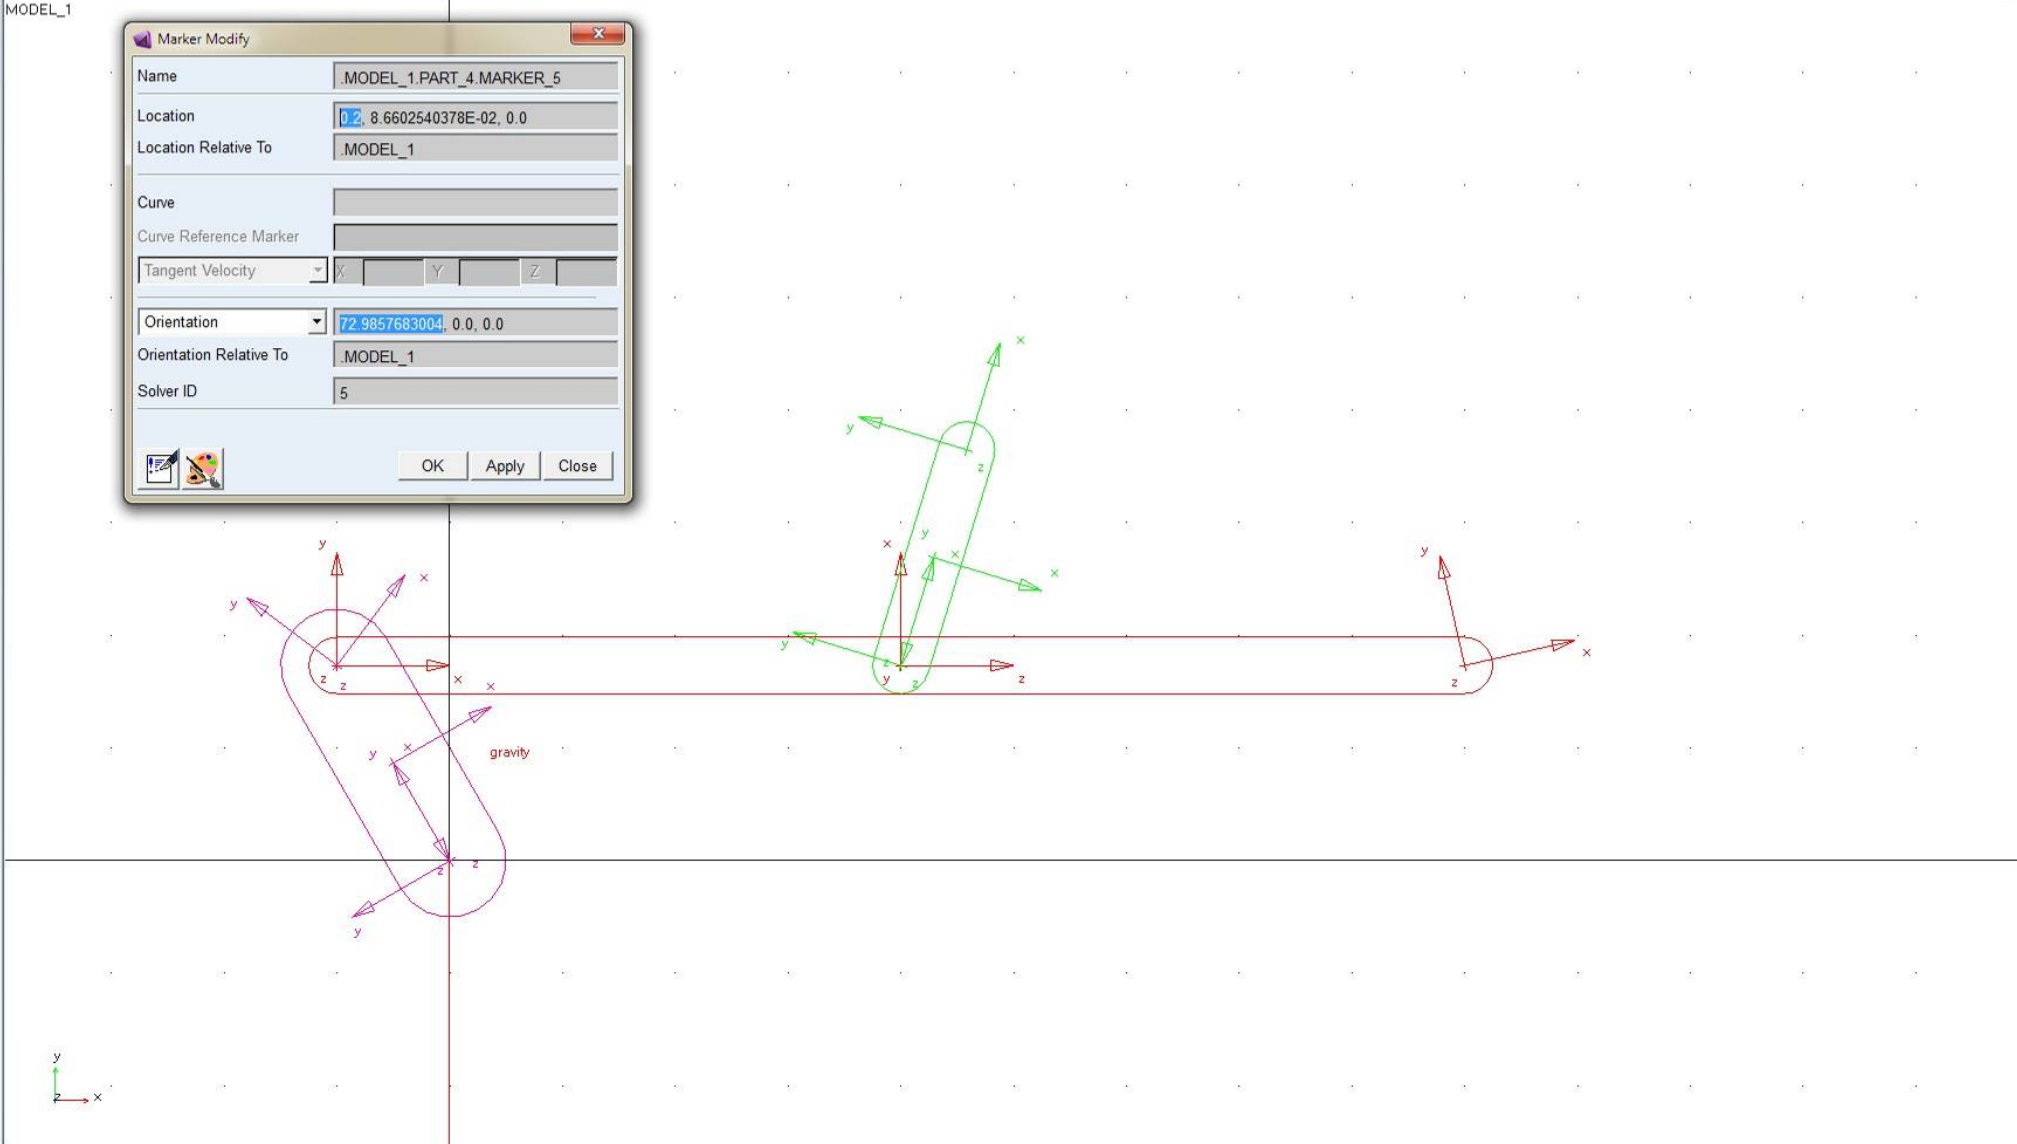 MODEL_1
Marker Modify
Name .MODEL_1.PART_4.MARKER_5
Location 0.2, 8.6602540378E-02, 0.0
Location Relative To .MODEL_1
Curve
Curve Reference Marker
Tangent Velocity X Y Z
Orientation 72.9857683004, 0.0, 0.0
Orientation Relative To .MODEL_1
Solver ID 5
OK Apply Close
x
y
z
y
x
x
y
y
x
y
x
y
x
y
z
x
z
z
y
z
z
x
z
x
x
y
gravity
z
z
y
y
z x